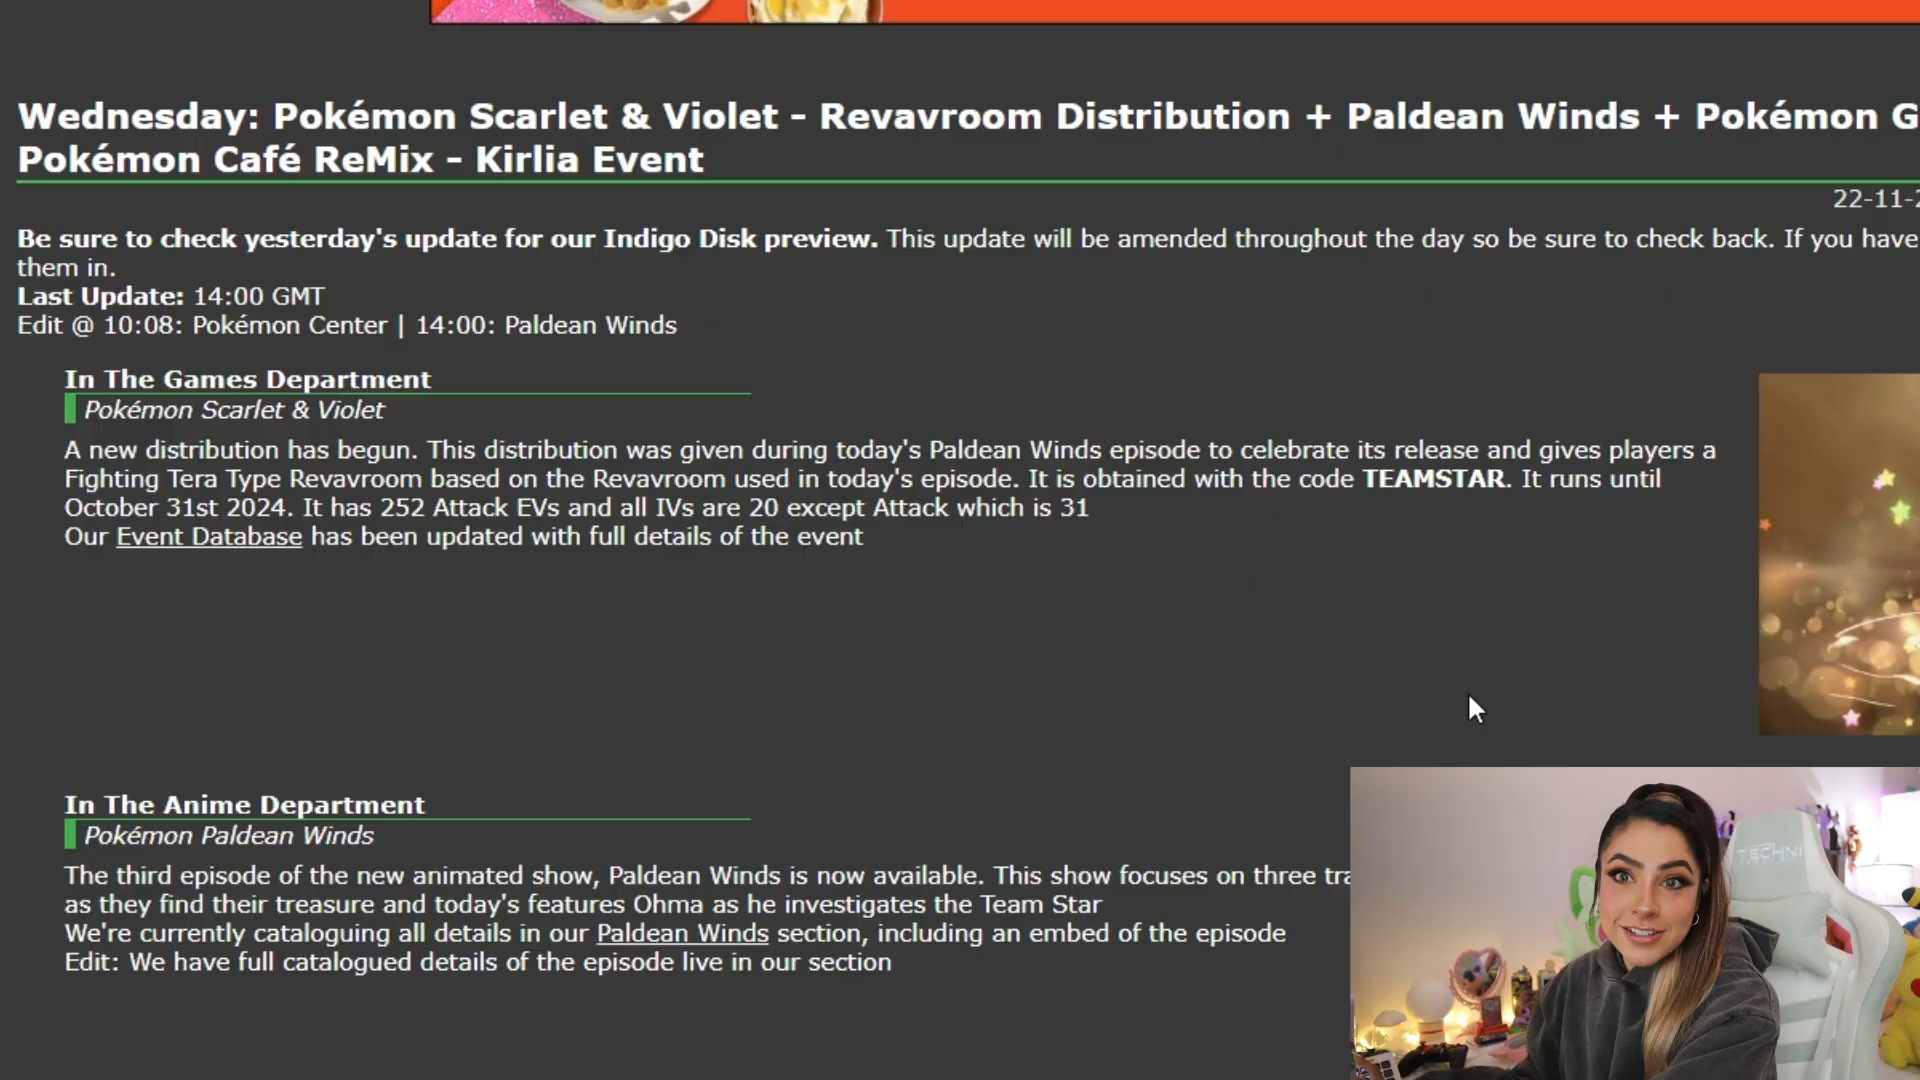 Wednesday: Pokémon Scarlet & Violet - Revavroom Distribution + Paldean Winds + Pokémon G
Pokémon Café ReMix - Kirlia Event
22-11-2
Be sure to check yesterday's update for our Indigo Disk preview. This update will be amended throughout the day so be sure to check back. If you have
them in.
Last Update: 14:00 GMT
Edit @ 10:08: Pokémon Center | 14:00: Paldean Winds
In The Games Department
Pokémon Scarlet & Violet
A new distribution has begun. This distribution was given during today's Paldean Winds episode to celebrate its release and gives players a
Fighting Tera Type Revavroom based on the Revavroom used in today's episode. It is obtained with the code TEAMSTAR. It runs until
October 31st 2024. It has 252 Attack EVs and all IVs are 20 except Attack which is 31
Our Event Database has been updated with full details of the event
In The Anime Department
Pokémon Paldean Winds
The third episode of the new animated show, Paldean Winds is now available. This show focuses on three tra
as they find their treasure and today's features Ohma as he investigates the Team Star
We're currently cataloguing all details in our Paldean Winds section, including an embed of the episode
Edit: We have full catalogued details of the episode live in our section
TECHNI